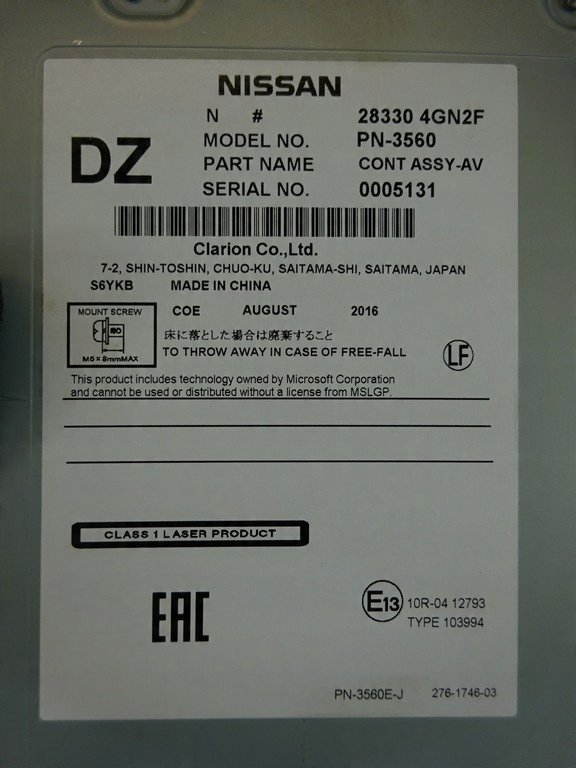 NISSAN
N # 28330 4GN2F
DZ
MODEL NO. PN-3560
PART NAME CONT ASSY-AV
SERIAL NO. 0005131
Clarion Co.,Ltd.
7-2, SHIN-TOSHIN, CHUO-KU, SAITAMA-SHI, SAITAMA, JAPAN
S6YKB MADE IN CHINA
MOUNT SCREW
M5×8mmMAX
COE AUGUST 2016
床に落とした場合は廃棄すること
TO THROW AWAY IN CASE OF FREE-FALL
LF
This product includes technology owned by Microsoft Corporation
and cannot be used or distributed without a license from MSLGP.
CLASS 1 LASER PRODUCT
EAC
E13 10R-04 12793
TYPE 103994
PN-3560E-J 276-1746-03